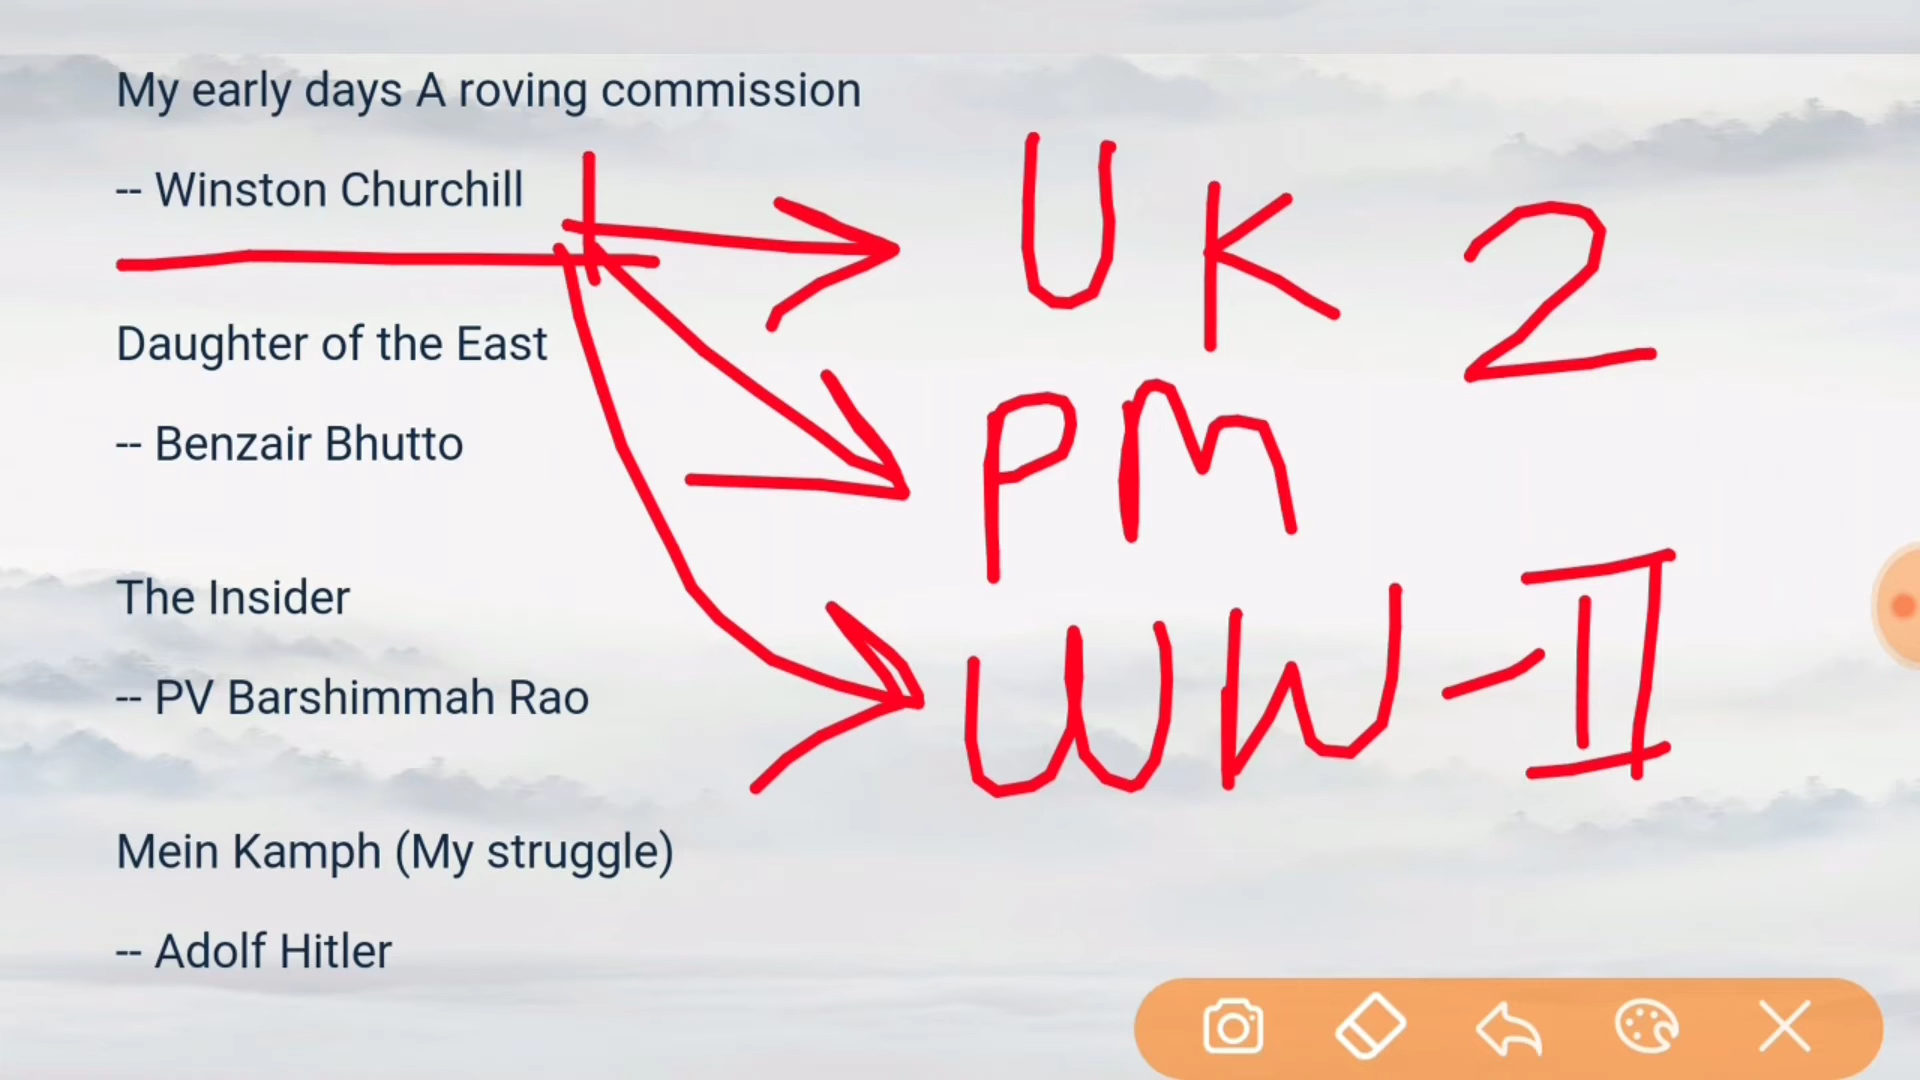 My early days A roving commission
-- Winston Churchill
UK 2
Daughter of the East
-- Benzair Bhutto
PM
The Insider
-- PV Barshimmah Rao
WW-II
Mein Kamph (My struggle)
-- Adolf Hitler